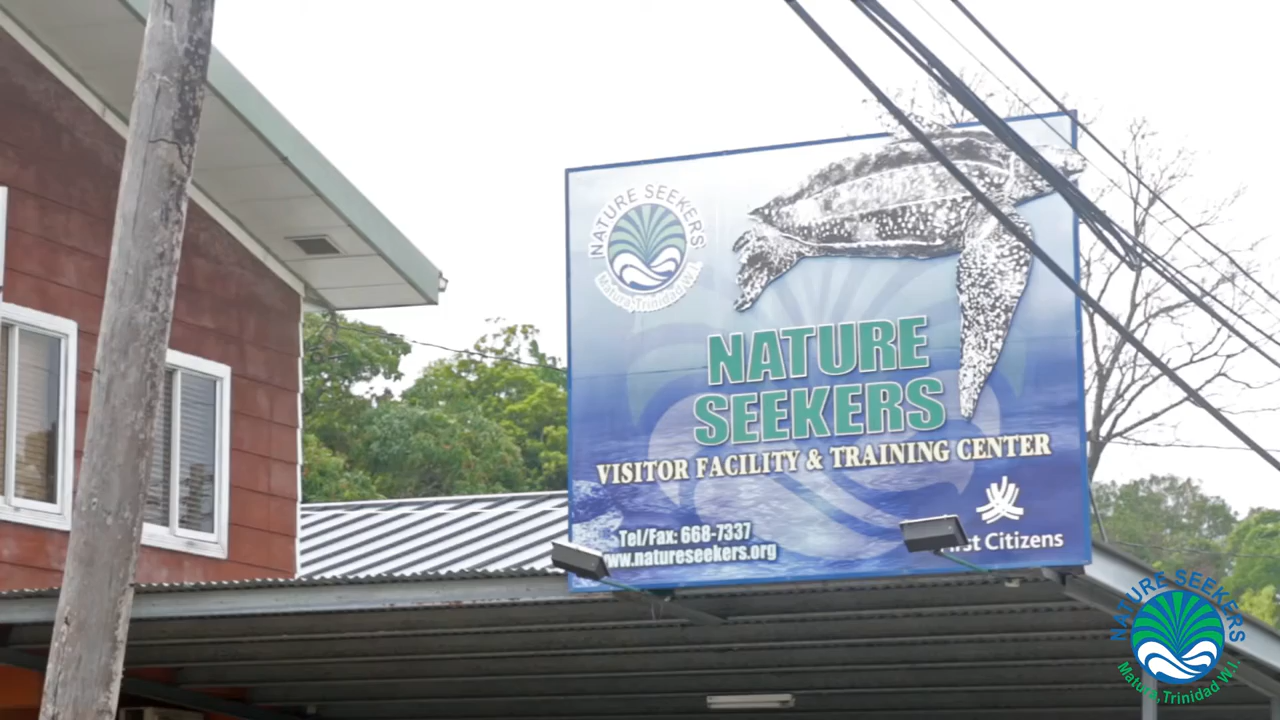 NATURE SEEKERS
Matura, Trinidad W.I.
NATURE
SEEKERS
VISITOR FACILITY & TRAINING CENTER
Tel/Fax: 668-7337
www.natureseekers.org
First Citizens
NATURE SEEKERS
Matura, Trinidad W.I.